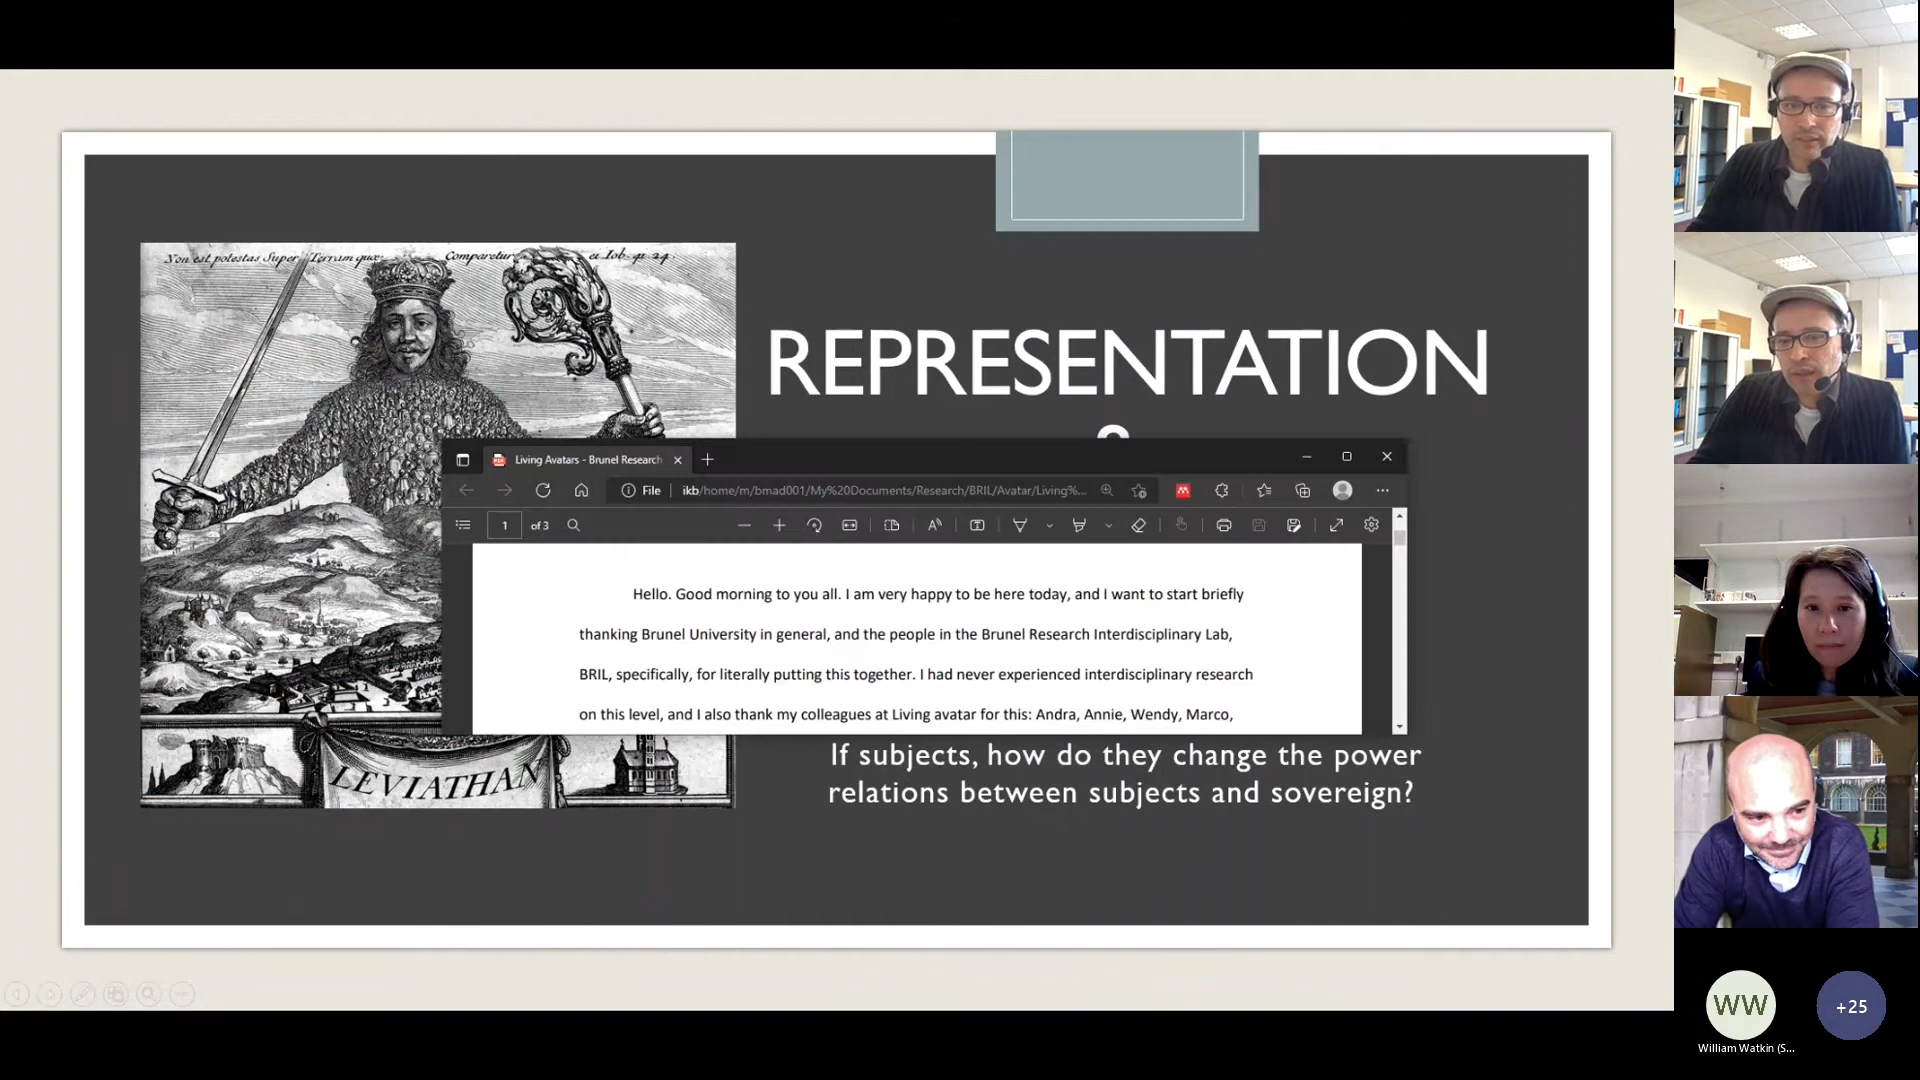 Non est potestas Super Terram quae Comparetur ei Iob. 41. 24.
REPRESENTATION
Living Avatars - Brunel Research
File
ikb/home/m/bmad001/My%20Documents/Research/BRIL/Avatar/Living%...
1 of 3
Hello. Good morning to you all. I am very happy to be here today, and I want to start briefly
thanking Brunel University in general, and the people in the Brunel Research Interdisciplinary Lab,
BRIL, specifically, for literally putting this together. I had never experienced interdisciplinary research
on this level, and I also thank my colleagues at Living avatar for this: Andra, Annie, Wendy, Marco,
If subjects, how do they change the power
relations between subjects and sovereign?
LEVIATHAN
WW
+25
William Watkin (S...